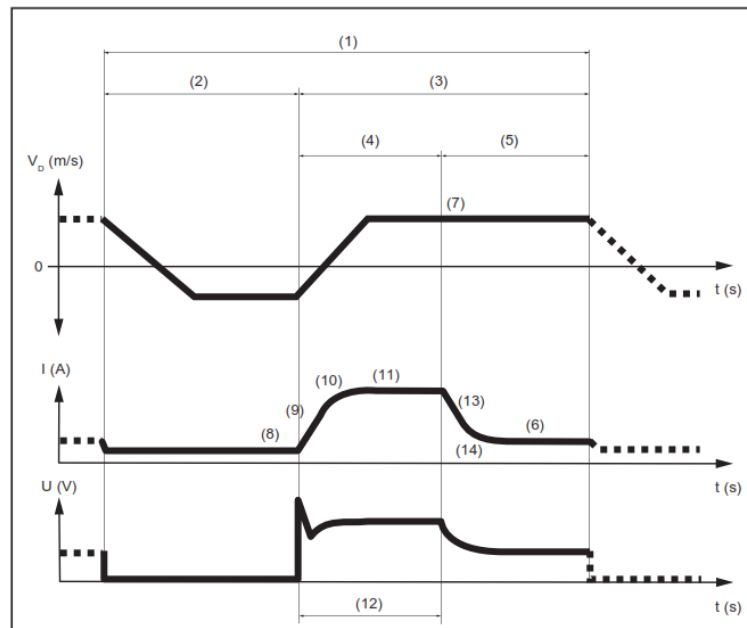 (1)
(2) (3)
(4) (5)
V_D (m/s)
(7)
0
t (s)
I (A)
(10) (11)
(9) (13)
(8) (6)
(14)
t (s)
U (V)
t (s)
(12)